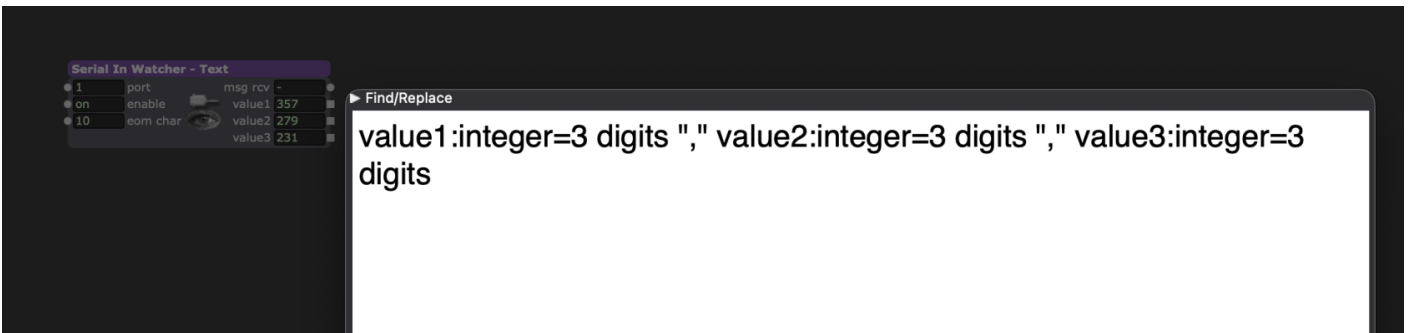 Serial In Watcher - Text
1 port msg rcv -
on enable value1 357
10 eom char value2 279
value3 231
Find/Replace
value1:integer=3 digits "," value2:integer=3 digits "," value3:integer=3
digits